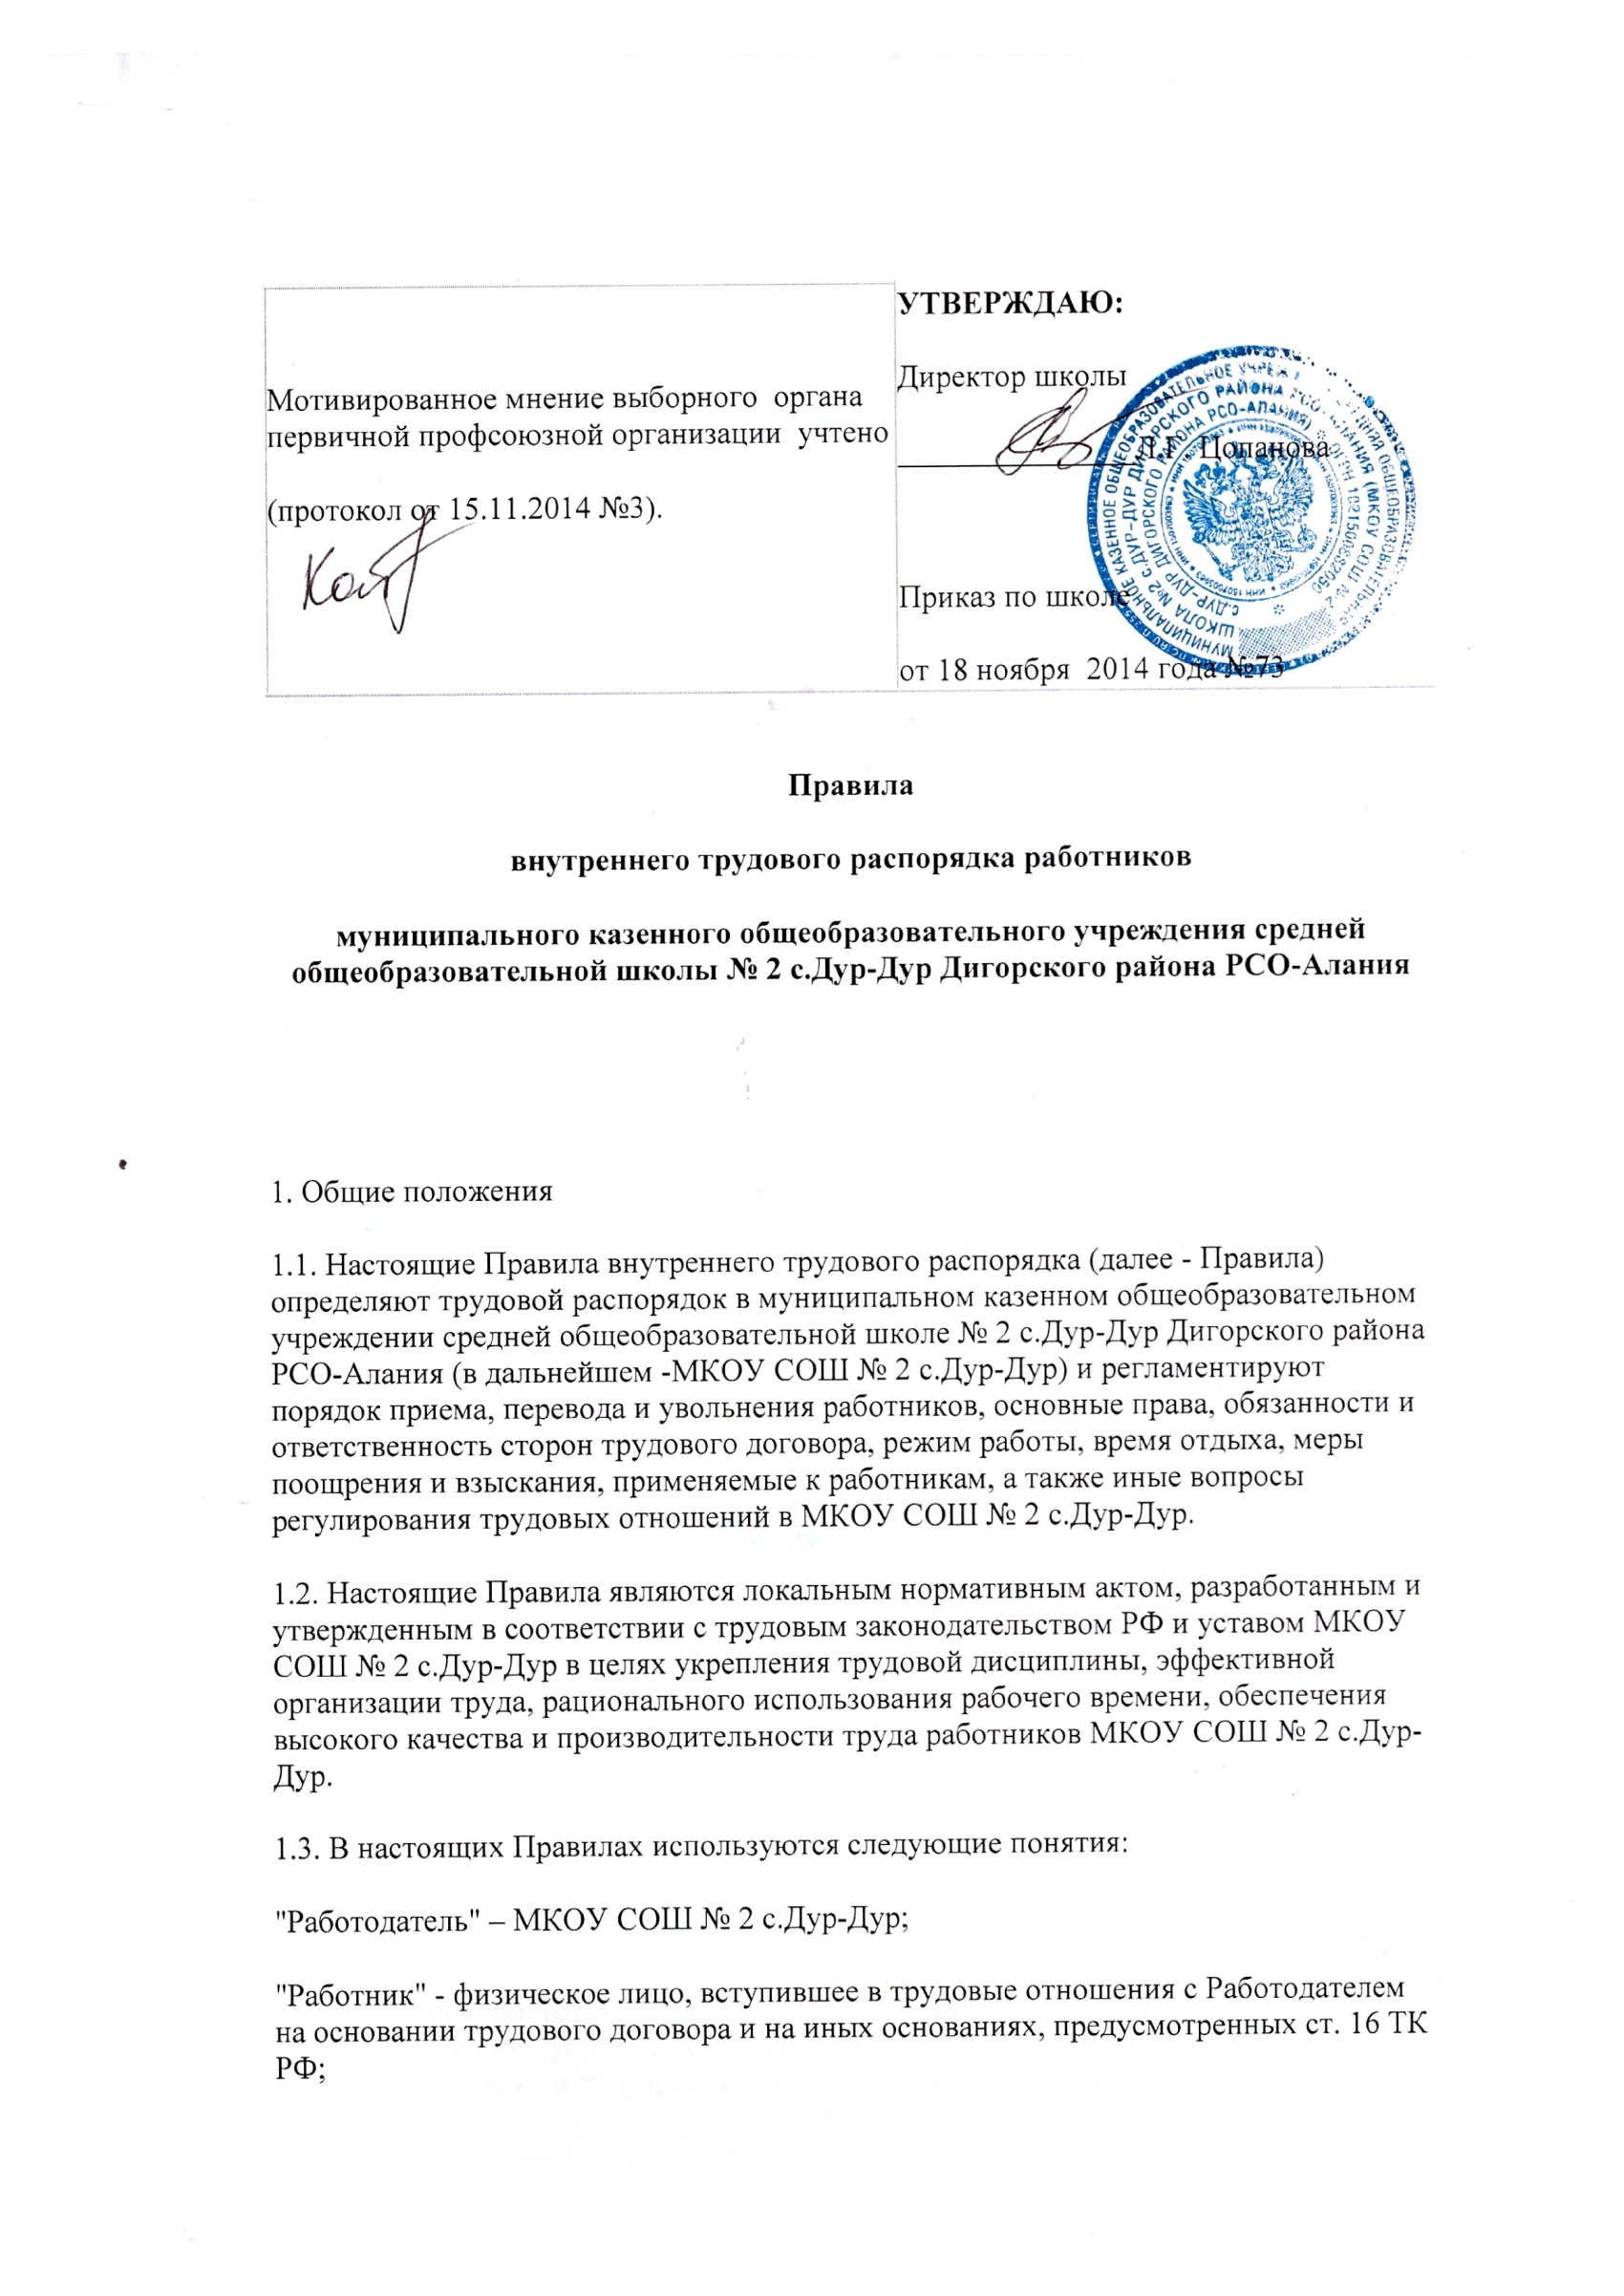 Мотивированное мнение выборного органа
первичной профсоюзной организации учтено
(протокол от 15.11.2014 №3).
УТВЕРЖДАЮ:
Директор школы
Л.Г. Цопанова
Приказ по школе
от 18 ноября 2014 года №73
Правила
внутреннего трудового распорядка работников
муниципального казенного общеобразовательного учреждения средней
общеобразовательной школы № 2 с.Дур-Дур Дигорского района РСО-Алания
1. Общие положения
1.1. Настоящие Правила внутреннего трудового распорядка (далее - Правила)
определяют трудовой распорядок в муниципальном казенном общеобразовательном
учреждении средней общеобразовательной школе № 2 с.Дур-Дур Дигорского района
РСО-Алания (в дальнейшем -МКОУ СОШ № 2 с.Дур-Дур) и регламентируют
порядок приема, перевода и увольнения работников, основные права, обязанности и
ответственность сторон трудового договора, режим работы, время отдыха, меры
поощрения и взыскания, применяемые к работникам, а также иные вопросы
регулирования трудовых отношений в МКОУ СОШ № 2 с.Дур-Дур.
1.2. Настоящие Правила являются локальным нормативным актом, разработанным и
утвержденным в соответствии с трудовым законодательством РФ и уставом МКОУ
СОШ № 2 с.Дур-Дур в целях укрепления трудовой дисциплины, эффективной
организации труда, рационального использования рабочего времени, обеспечения
высокого качества и производительности труда работников МКОУ СОШ № 2 с.Дур-
Дур.
1.3. В настоящих Правилах используются следующие понятия:
"Работодатель" – МКОУ СОШ № 2 с.Дур-Дур;
"Работник" - физическое лицо, вступившее в трудовые отношения с Работодателем
на основании трудового договора и на иных основаниях, предусмотренных ст. 16 ТК
РФ;